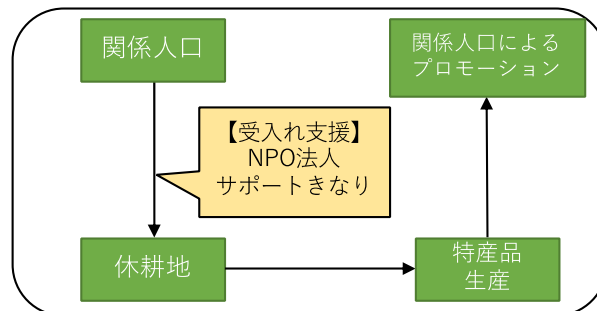 関係人口
関係人口による
プロモーション
【受入れ支援】
NPO法人
サポートきなり
休耕地
特産品
生産